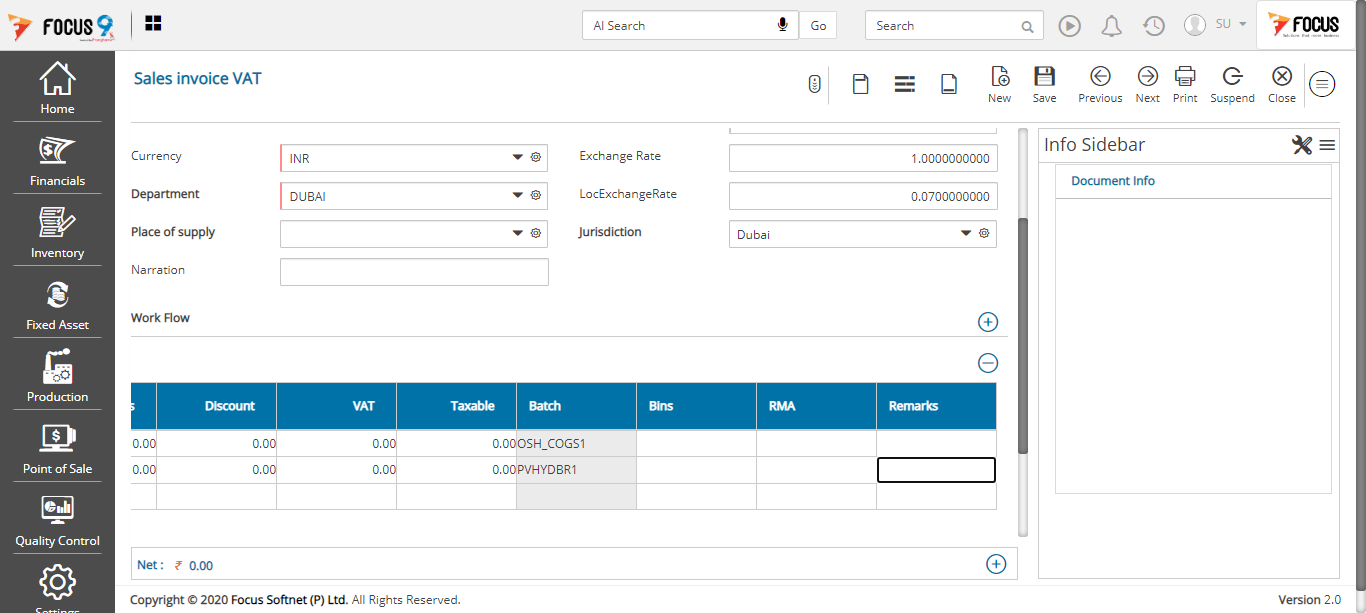 FOCUS 9
AI Search
Go
Search
SU
FOCUS
Home
Financials
Inventory
Fixed Asset
Production
Point of Sale
Quality Control
Settings
Sales invoice VAT
New
Save
Previous
Next
Print
Suspend
Close
Currency
INR
Exchange Rate
1.0000000000
Department
DUBAI
LocExchangeRate
0.0700000000
Place of supply
Jurisdiction
Dubai
Narration
Work Flow
s Discount VAT Taxable Batch Bins RMA Remarks
0.00 0.00 0.00 0.00 OSH_COGS1
0.00 0.00 0.00 0.00 PVHYDBR1
Net : ₹ 0.00
Info Sidebar
Document Info
Copyright © 2020 Focus Softnet (P) Ltd. All Rights Reserved.
Version 2.0